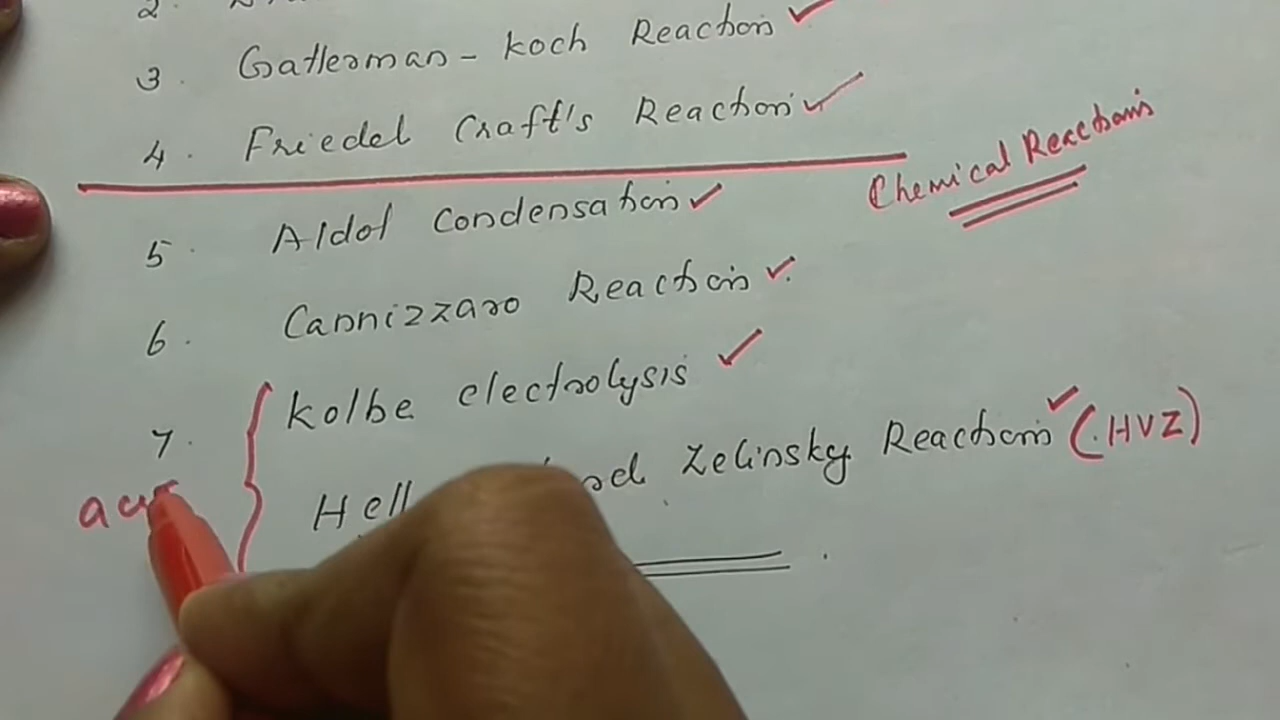 2.
3. Gatterman - Koch Reaction ✓
4. Friedel Craft's Reaction ✓
Chemical Reactions
5. Aldol Condensation ✓
6. Cannizzaro Reaction ✓
7. Kolbe electrolysis ✓
Hell Zelinsky Reaction ✓ (HVZ)